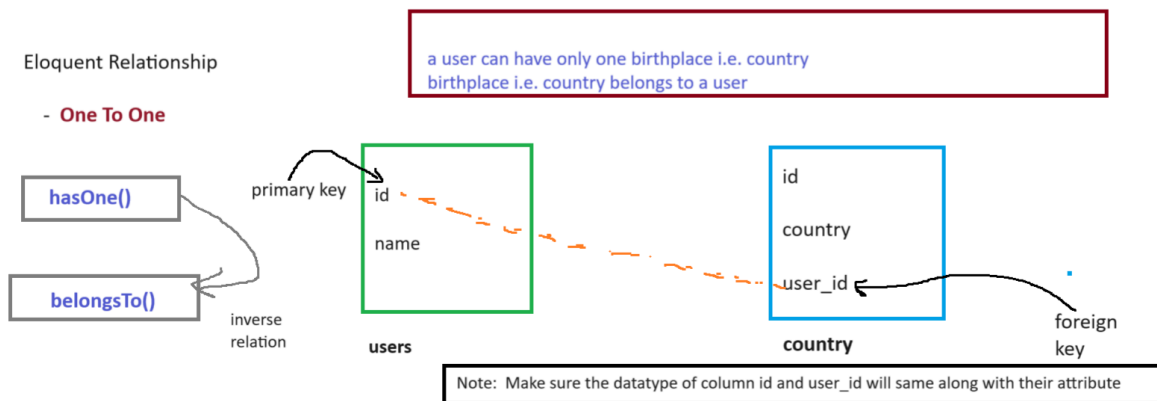 Eloquent Relationship
- One To One
a user can have only one birthplace i.e. country
birthplace i.e. country belongs to a user
hasOne()
belongsTo()
inverse
relation
primary key
id
name
users
id
country
user_id
country
foreign
key
Note: Make sure the datatype of column id and user_id will same along with their attribute